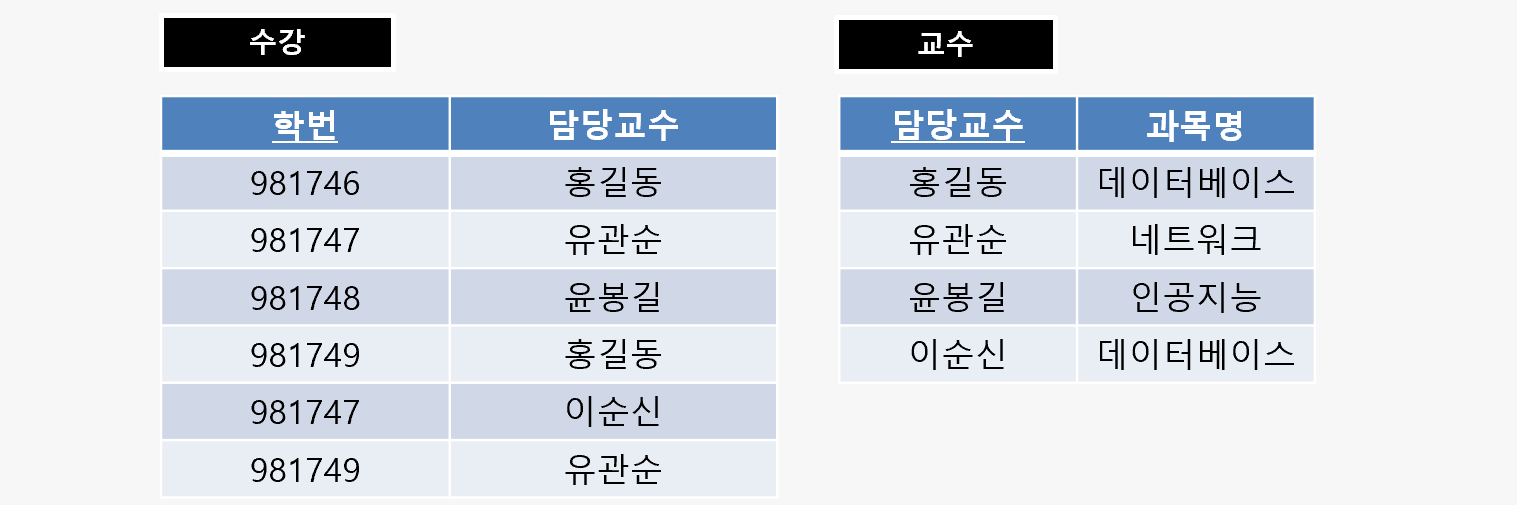 수강
학번 담당교수
981746 홍길동
981747 유관순
981748 윤봉길
981749 홍길동
981747 이순신
981749 유관순
교수
담당교수 과목명
홍길동 데이터베이스
유관순 네트워크
윤봉길 인공지능
이순신 데이터베이스